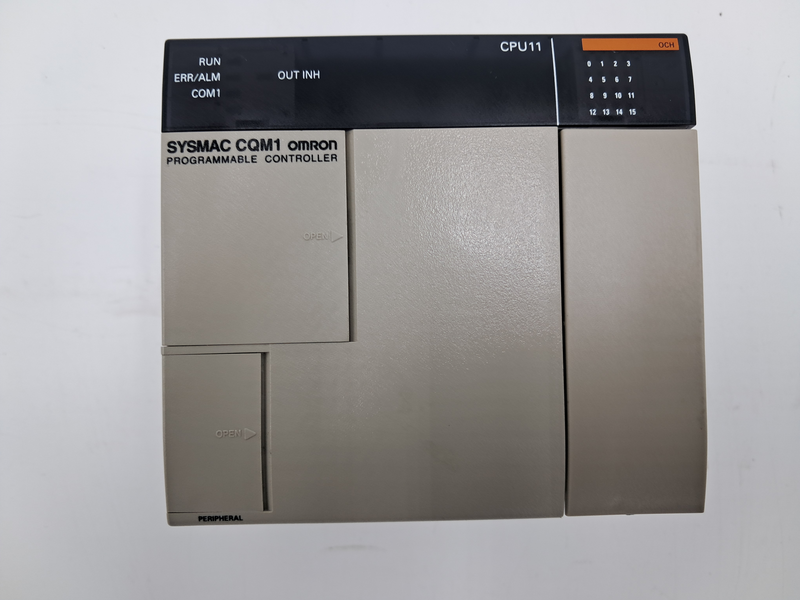 CPU11
0CH
RUN
ERR/ALM
COM1
OUT INH
0 1 2 3
4 5 6 7
8 9 10 11
12 13 14 15
SYSMAC CQM1 omron
PROGRAMMABLE CONTROLLER
OPEN
OPEN
PERIPHERAL